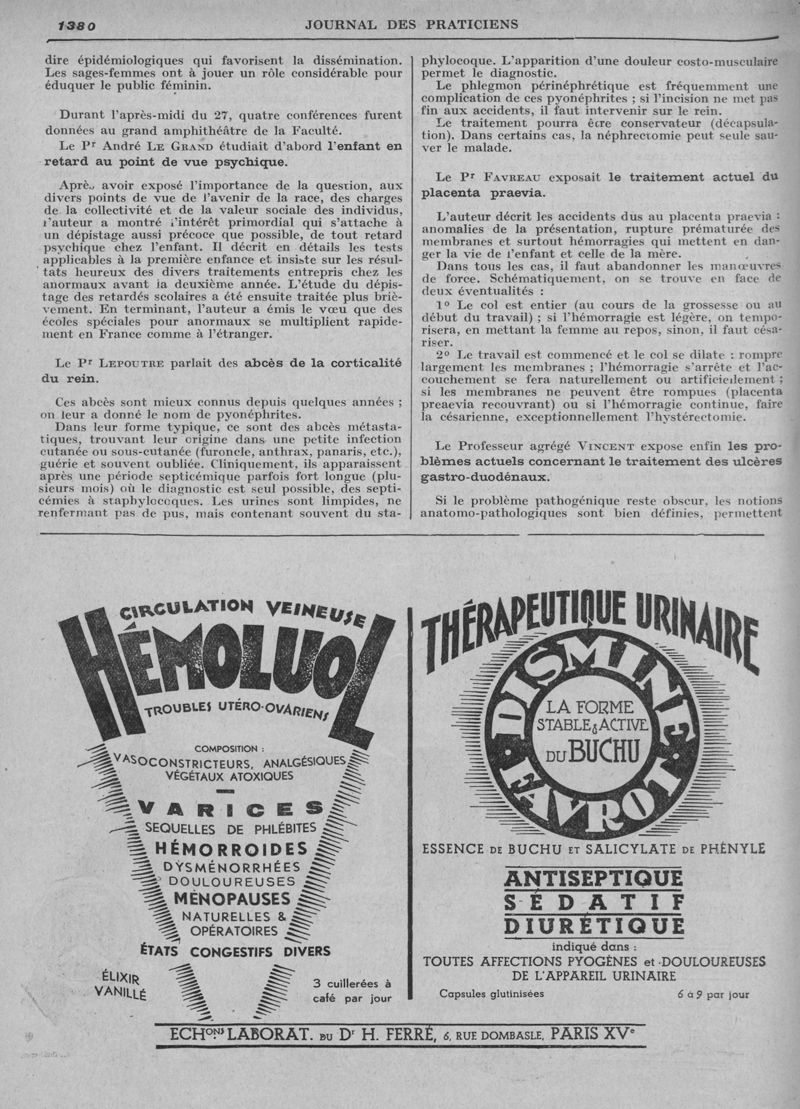 1380
JOURNAL DES PRATICIENS
dire épidémiologiques qui favorisent la dissémination.
Les sages-femmes ont à jouer un rôle considérable pour
éduquer le public féminin.
Durant l'après-midi du 27, quatre conférences furent
données au grand amphithéâtre de la Faculté.
Le Pr André LE GRAND étudiait d'abord l'enfant en
retard au point de vue psychique.
Après avoir exposé l'importance de la question, aux
divers points de vue de l'avenir de la race, des charges
de la collectivité et de la valeur sociale des individus,
l'auteur a montré l'intérêt primordial qui s'attache à
un dépistage aussi précoce que possible, de tout retard
psychique chez l'enfant. Il décrit en détails les tests
applicables à la première enfance et insiste sur les résul-
tats heureux des divers traitements entrepris chez les
anormaux avant la deuxième année. L'étude du dépis-
tage des retardés scolaires a été ensuite traitée plus briè-
vement. En terminant, l'auteur a émis le vœu que des
écoles spéciales pour anormaux se multiplient rapide-
ment en France comme à l'étranger.
Le Pr LEPOUTRE parlait des abcès de la corticalité
du rein.
Ces abcès sont mieux connus depuis quelques années ;
on leur a donné le nom de pyonéphrites.
Dans leur forme typique, ce sont des abcès métasta-
tiques, trouvant leur origine dans une petite infection
cutanée ou sous-cutanée (furoncle, anthrax, panaris, etc.),
guérie et souvent oubliée. Cliniquement, ils apparaissent
après une période septicémique parfois fort longue (plu-
sieurs mois) où le diagnostic est seul possible, des septi-
cémies à staphylocoques. Les urines sont limpides, ne
renfermant pas de pus, mais contenant souvent du sta-
phylocoque. L'apparition d'une douleur costo-musculaire
permet le diagnostic.
Le phlegmon périnéphrétique est fréquemment une
complication de ces pyonéphrites ; si l'incision ne met pas
fin aux accidents, il faut intervenir sur le rein.
Le traitement pourra être conservateur (décapsula-
tion). Dans certains cas, la néphrectomie peut seule sau-
ver le malade.
Le Pr FAVREAU exposait le traitement actuel du
placenta praevia.
L'auteur décrit les accidents dus au placenta praevia :
anomalies de la présentation, rupture prématurée des
membranes et surtout hémorragies qui mettent en dan-
ger la vie de l'enfant et celle de la mère.
Dans tous les cas, il faut abandonner les manœuvres
de force. Schématiquement, on se trouve en face de
deux éventualités :
1º Le col est entier (au cours de la grossesse ou au
début du travail) ; si l'hémorragie est légère, on tempo-
risera, en mettant la femme au repos, sinon, il faut césa-
riser.
2º Le travail est commencé et le col se dilate : rompre
largement les membranes ; l'hémorragie s'arrête et l'ac-
couchement se fera naturellement ou artificiellement ;
si les membranes ne peuvent être rompues (placenta
preaevia recouvrant) ou si l'hémorragie continue, faire
la césarienne, exceptionnellement l'hystérectomie.
Le Professeur agrégé VINCENT expose enfin les pro-
blèmes actuels concernant le traitement des ulcères
gastro-duodénaux.
Si le problème pathogénique reste obscur, les notions
anatomo-pathologiques sont bien définies, permettent
CIRCULATION VEINEUSE
HÉMOLUOL
TROUBLES UTÉRO-OVARIENS
COMPOSITION :
VASOCONSTRICTEURS, ANALGÉSIQUES
VÉGÉTAUX ATOXIQUES
VARICES
SEQUELLES DE PHLÉBITES
HÉMORROIDES
DYSMÉNORRHÉES
DOULOUREUSES
MÉNOPAUSES
NATURELLES &
OPÉRATOIRES
ÉTATS CONGESTIFS DIVERS
ÉLIXIR
VANILLÉ
3 cuillerées à
café par jour
THÉRAPEUTIQUE URINAIRE
DISMINE
LA FORME
STABLE & ACTIVE
DU BUCHU
FAVROT
ESSENCE DE BUCHU ET SALICYLATE DE PHÉNYLE
ANTISEPTIQUE
SÉDATIF
DIURÉTIQUE
indiqué dans :
TOUTES AFFECTIONS PYOGÈNES et DOULOUREUSES
DE L'APPAREIL URINAIRE
Capsules glutinisées
6 à 9 par jour
ECHONS LABORAT. DU Dr H. FERRÉ, 6, RUE DOMBASLE, PARIS XVe